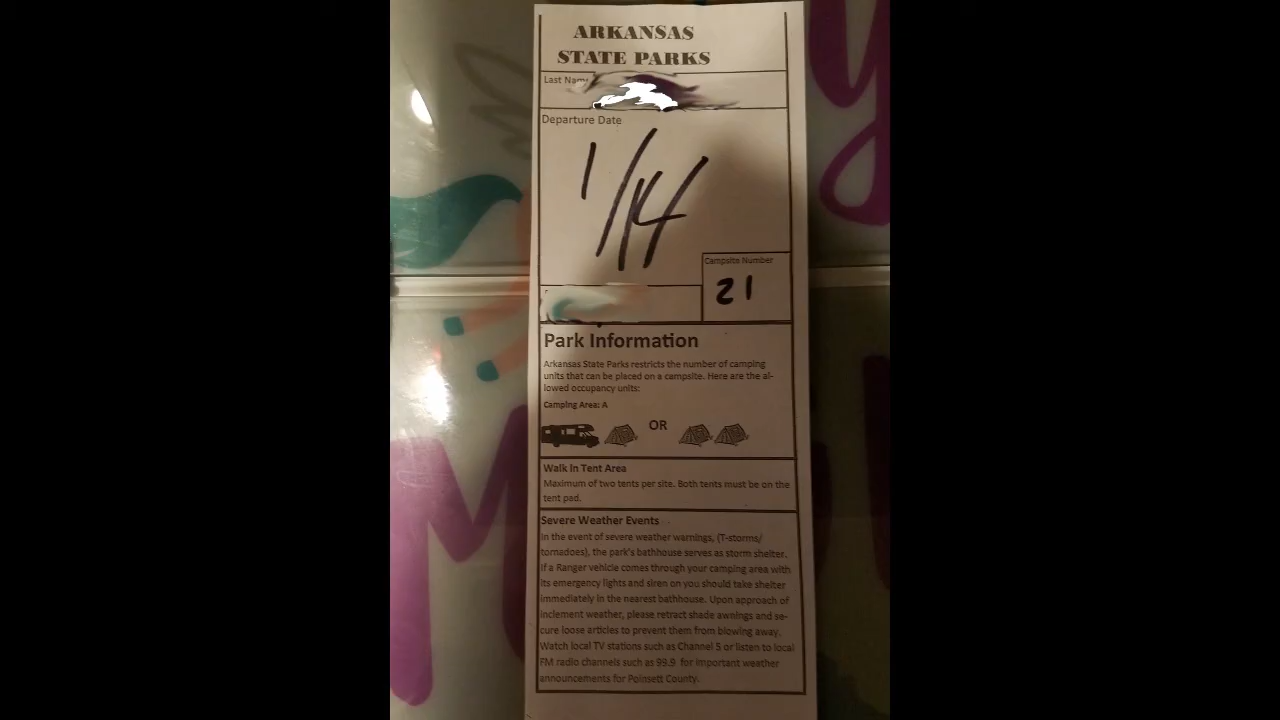 ARKANSAS
STATE PARKS
Last Name
Departure Date
1/14
Campsite Number
21
Park Information
Arkansas State Parks restricts the number of camping
units that can be placed on a campsite. Here are the al-
lowed occupancy units:
Camping Area: A
OR
Walk In Tent Area
Maximum of two tents per site. Both tents must be on the
tent pad.
Severe Weather Events
In the event of severe weather warnings, (T-storms/
tornadoes), the park's bathhouse serves as storm shelter.
If a Ranger vehicle comes through your camping area with
its emergency lights and siren on you should take shelter
immediately in the nearest bathhouse. Upon approach of
inclement weather, please retract shade awnings and se-
cure loose articles to prevent them from blowing away.
Watch local TV stations such as Channel 5 or listen to local
FM radio channels such as 99.9 for important weather
announcements for Poinsett County.